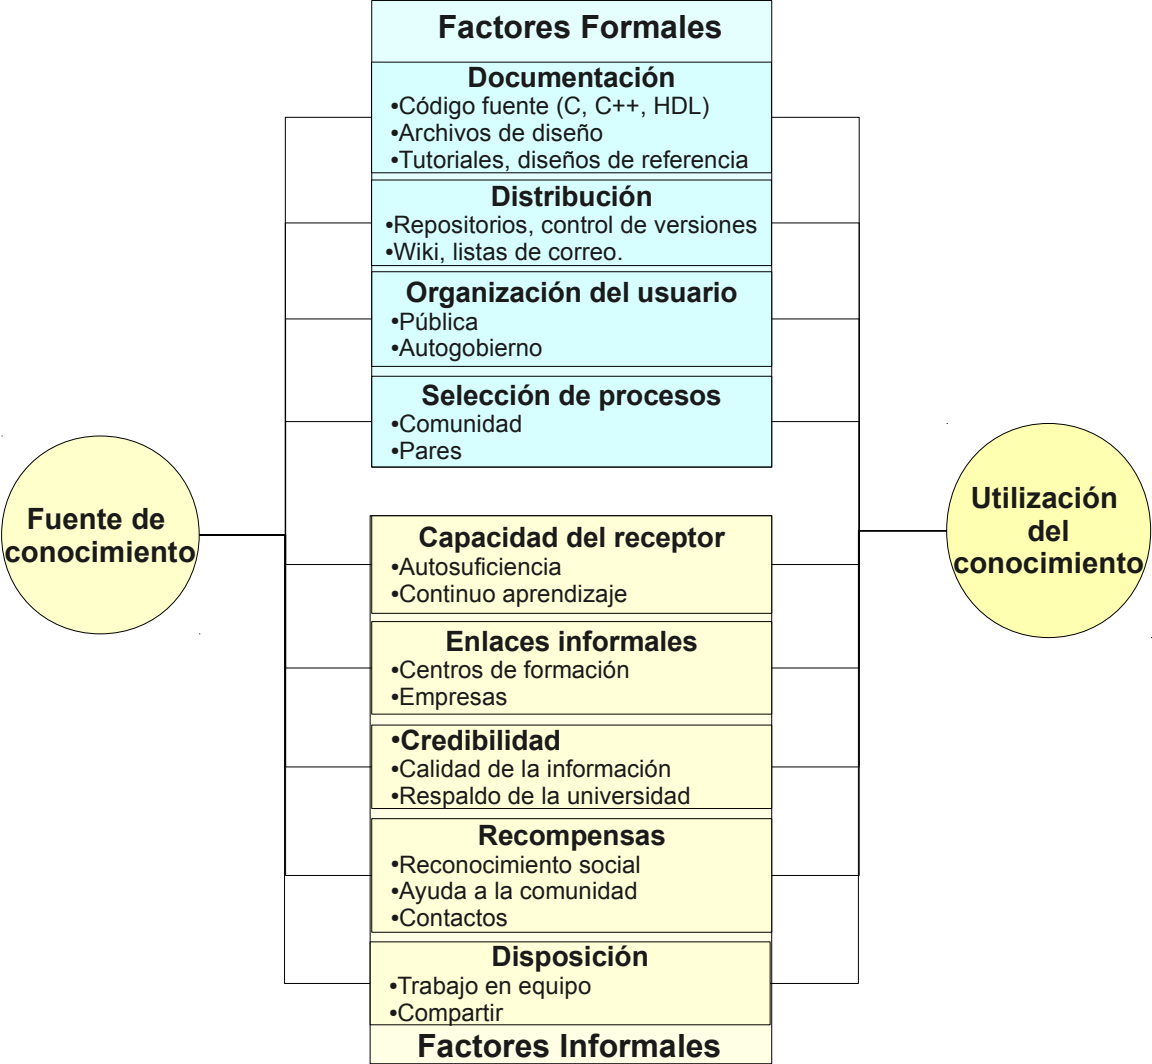 Factores Formales
Documentación
•Código fuente (C, C++, HDL)
•Archivos de diseño
•Tutoriales, diseños de referencia
Distribución
•Repositorios, control de versiones
•Wiki, listas de correo.
Organización del usuario
•Pública
•Autogobierno
Selección de procesos
•Comunidad
•Pares
Fuente de
conocimiento
Utilización
del
conocimiento
Capacidad del receptor
•Autosuficiencia
•Continuo aprendizaje
Enlaces informales
•Centros de formación
•Empresas
•Credibilidad
•Calidad de la información
•Respaldo de la universidad
Recompensas
•Reconocimiento social
•Ayuda a la comunidad
•Contactos
Disposición
•Trabajo en equipo
•Compartir
Factores Informales